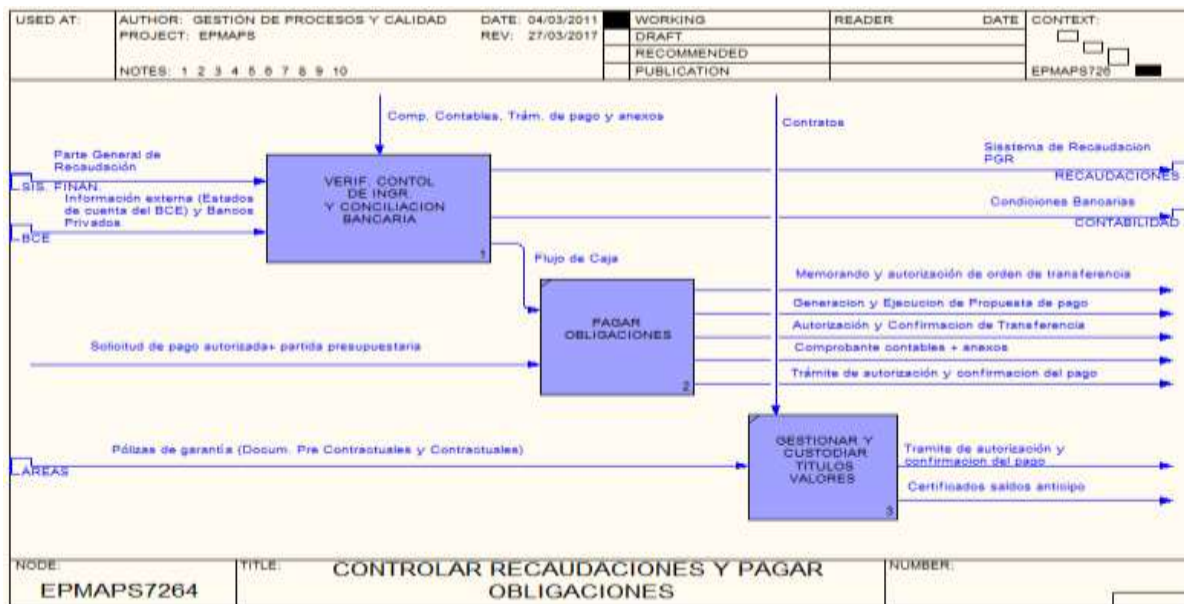 USED AT:
AUTHOR: GESTIÓN DE PROCESOS Y CALIDAD
DATE: 04/03/2011
WORKING
READER
DATE
CONTEXT:
PROJECT: EPMAPS
REV: 27/03/2017
DRAFT
RECOMMENDED
NOTES: 1 2 3 4 5 6 7 8 9 10
PUBLICATION
EPMAPS726
Comp. Contables, Trám. de pago y anexos
Contratos
Parte General de
Recaudación
SIS. FINAN.
Información externa (Estados
de cuenta del BCE) y Bancos
Privados
BCE
VERIF. CONTOL
DE INGR.
Y CONCILIACION
BANCARIA
1
Sisstema de Recaudacion
PGR
RECAUDACIONES
Condiciones Bancarias
CONTABILIDAD
Flujo de Caja
PAGAR
OBLIGACIONES
2
Memorando y autorización de orden de transferencia
Generacion y Ejecucion de Propuesta de pago
Autorización y Confirmacion de Transferencia
Comprobante contables + anexos
Trámite de autorización y confirmacion del pago
Solicitud de pago autorizada+ partida presupuestaria
Pólizas de garantía (Docum. Pre Contractuales y Contractuales)
AREAS
GESTIONAR Y
CUSTODIAR
TITULOS
VALORES
3
Tramite de autorización y
confirmacion del pago
Certificados saldos anticipo
NODE:
EPMAPS7264
TITLE:
CONTROLAR RECAUDACIONES Y PAGAR
OBLIGACIONES
NUMBER: